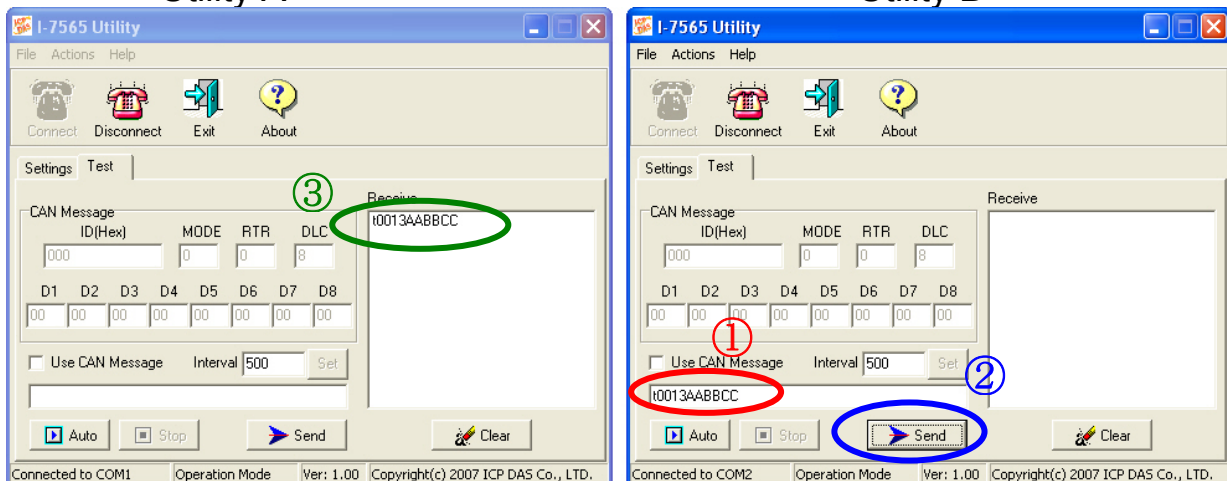 Utility A
I-7565 Utility
File Actions Help
Connect Disconnect Exit About
Settings Test
③
Receive
CAN Message
ID(Hex) MODE RTR DLC
t0013AABBCC
000 0 0 8
D1 D2 D3 D4 D5 D6 D7 D8
00 00 00 00 00 00 00 00
Use CAN Message Interval 500 Set
Auto Stop Send Clear
Connected to COM1 Operation Mode Ver: 1.00 Copyright(c) 2007 ICP DAS Co., LTD.
Utility B
I-7565 Utility
File Actions Help
Connect Disconnect Exit About
Settings Test
Receive
CAN Message
ID(Hex) MODE RTR DLC
000 0 0 8
D1 D2 D3 D4 D5 D6 D7 D8
00 00 00 00 00 00 00 00
①
Use CAN Message Interval 500 Set
②
t0013AABBCC
Auto Stop Send Clear
Connected to COM2 Operation Mode Ver: 1.00 Copyright(c) 2007 ICP DAS Co., LTD.